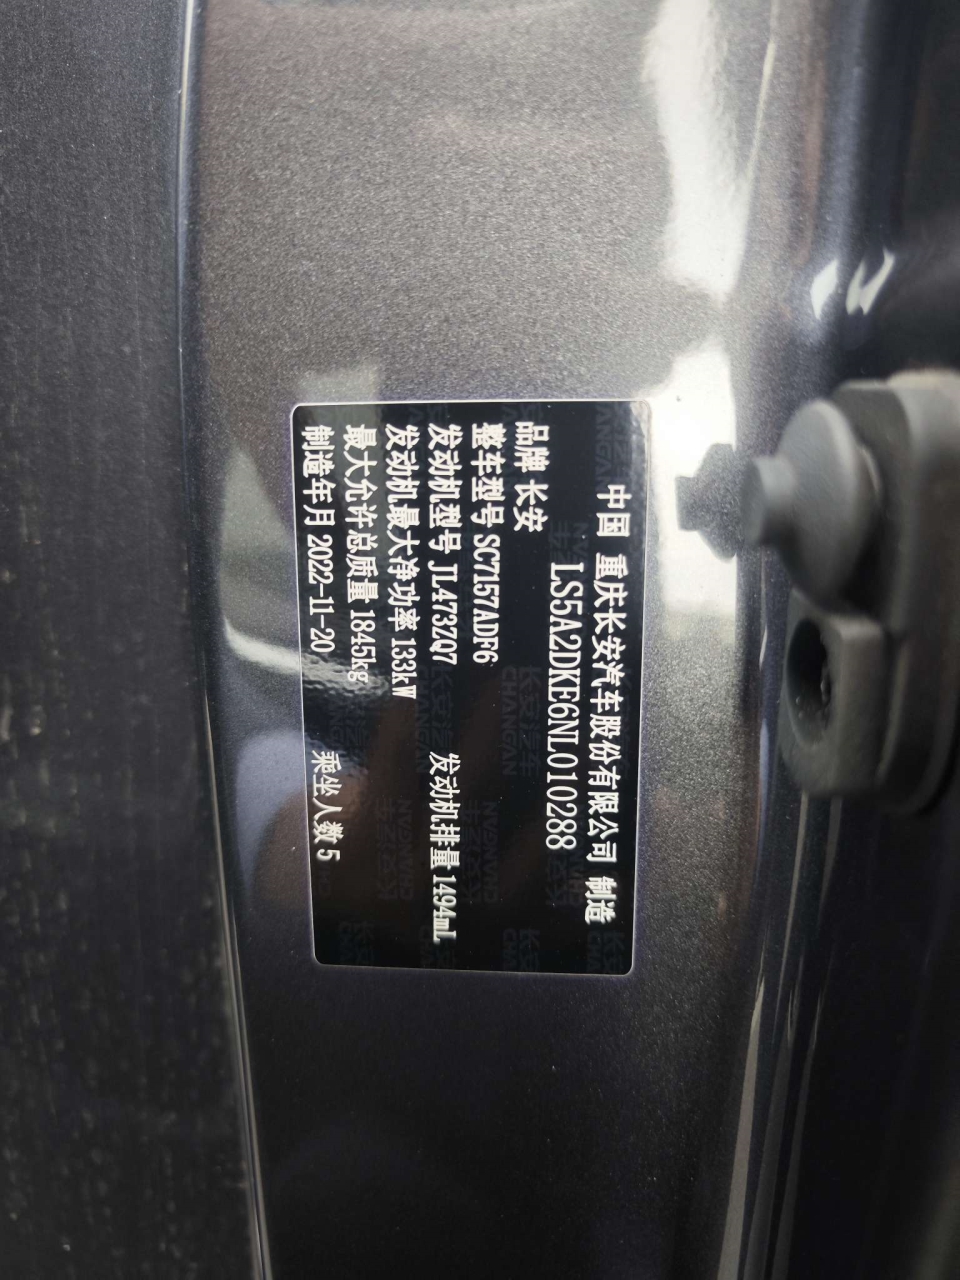 中国 重庆长安汽车股份有限公司 制造
LS5A2DKE6NL010288
品牌 长安
整车型号 SC7157ADF6
发动机型号 JL473ZQ7 发动机排量 1494mL
发动机最大净功率 133kW
最大允许总质量 1845kg
制造年月 2022-11-20 乘坐人数 5